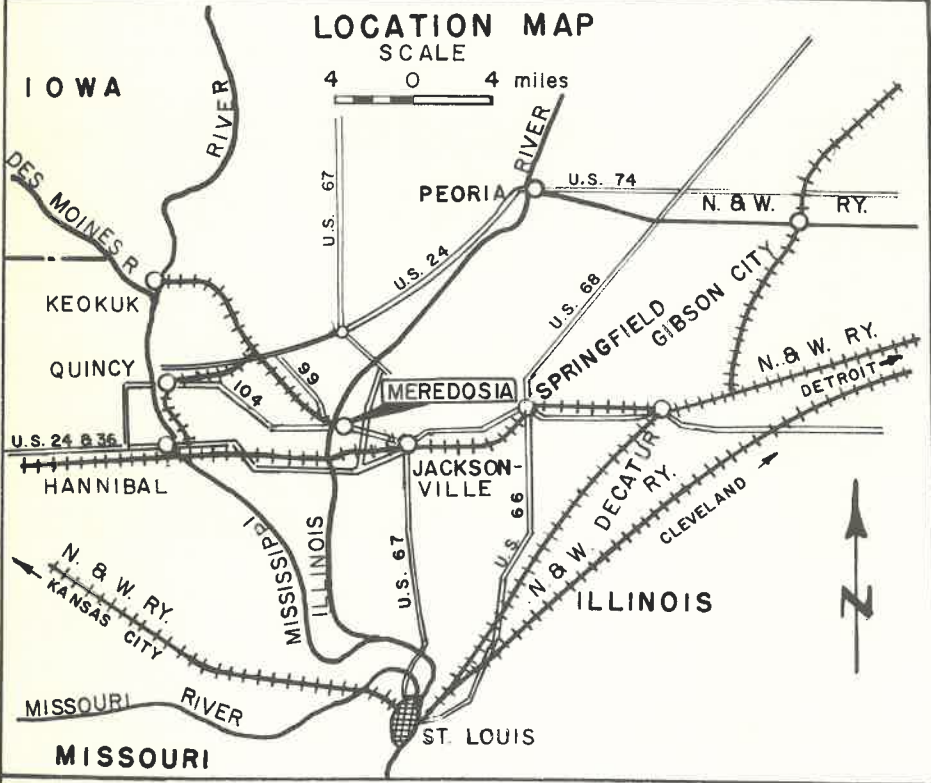 LOCATION MAP
SCALE
4 0 4 miles
IOWA
RIVER
DES MOINES R
KEOKUK
U.S. 67
PEORIA
RIVER
U.S. 74
N. & W. RY.
U.S. 24
U.S. 68
SPRINGFIELD
GIBSON CITY
QUINCY
104
99
MEREDOSIA
N. & W. RY.
DETROIT
U.S. 24 & 36
HANNIBAL
JACKSON-
VILLE
DECATUR
N. & W. RY.
CLEVELAND
U.S. 66
U.S. 67
MISSISSIPI
ILLINOIS
N. & W. RY.
KANSAS CITY
ILLINOIS
N
MISSOURI RIVER
ST. LOUIS
MISSOURI